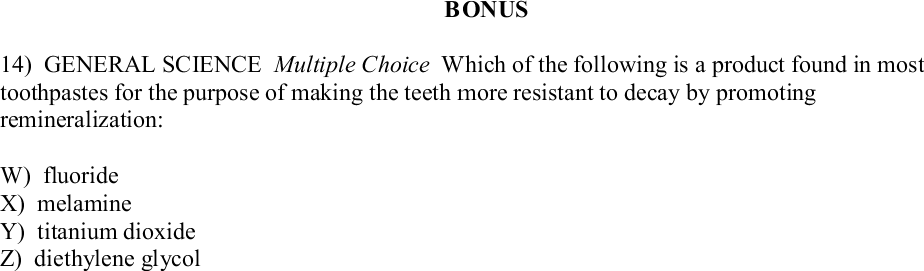 BONUS
14) GENERAL SCIENCE Multiple Choice Which of the following is a product found in most
toothpastes for the purpose of making the teeth more resistant to decay by promoting
remineralization:
W) fluoride
X) melamine
Y) titanium dioxide
Z) diethylene glycol